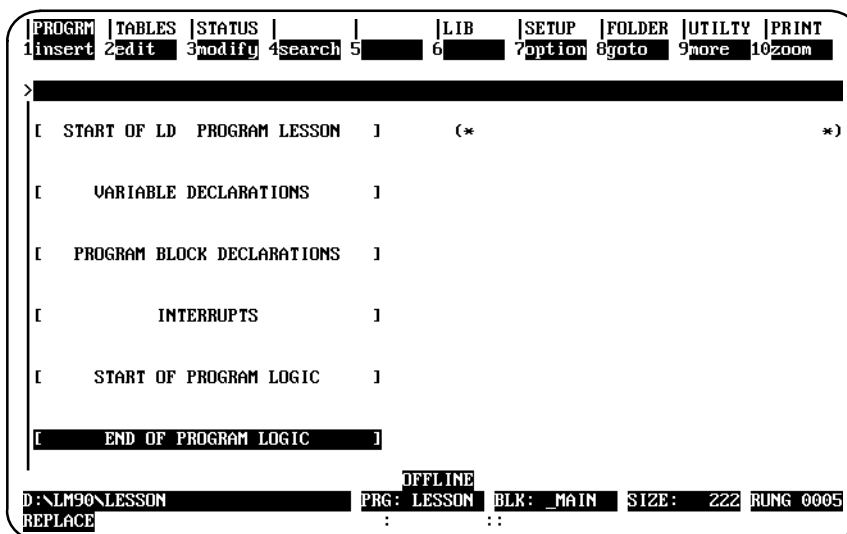 |PROGRM |TABLES |STATUS | | |LIB |SETUP |FOLDER |UTILTY |PRINT
1insert 2edit 3modify 4search 5 6 7option 8goto 9more 10zoom
>
[ START OF LD PROGRAM LESSON ] (* *)
[ VARIABLE DECLARATIONS ]
[ PROGRAM BLOCK DECLARATIONS ]
[ INTERRUPTS ]
[ START OF PROGRAM LOGIC ]
[ END OF PROGRAM LOGIC ]
OFFLINE
D:\LM90\LESSON PRG: LESSON BLK: _MAIN SIZE: 222 RUNG 0005
REPLACE : ::